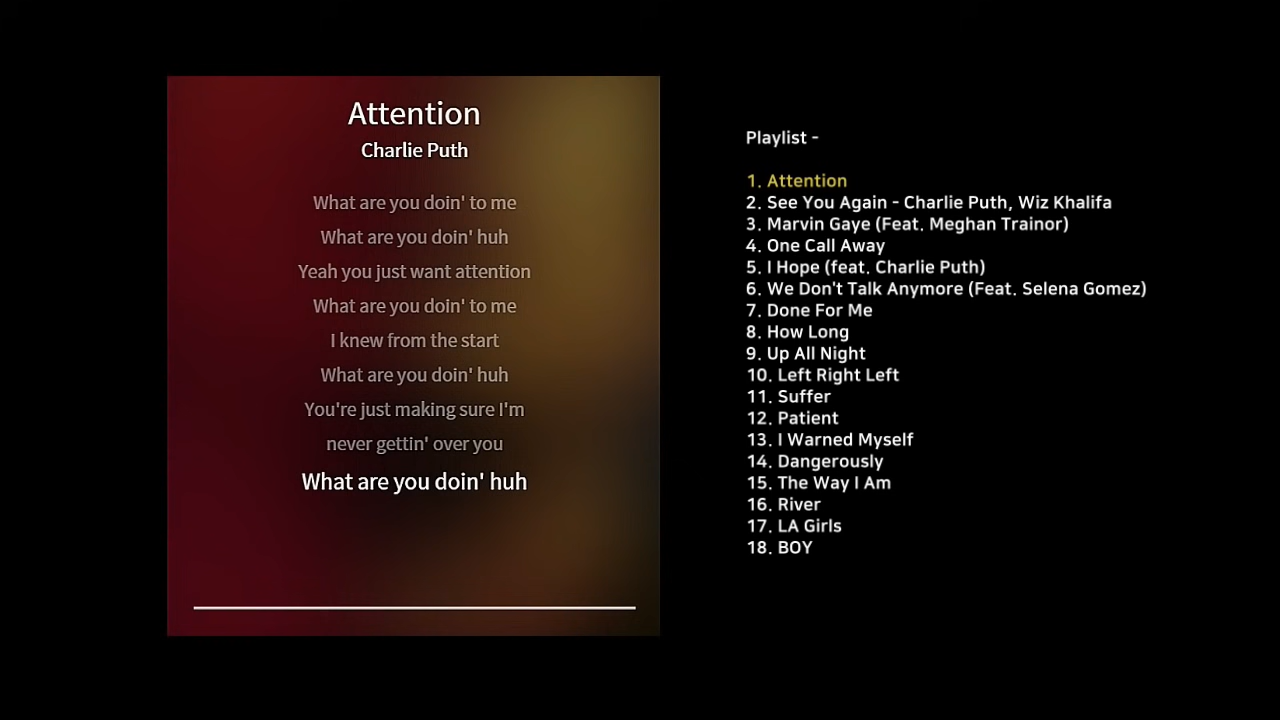 Attention
Charlie Puth
What are you doin' to me
What are you doin' huh
Yeah you just want attention
What are you doin' to me
I knew from the start
What are you doin' huh
You're just making sure I'm
never gettin' over you
What are you doin' huh
Playlist -
1. Attention
2. See You Again - Charlie Puth, Wiz Khalifa
3. Marvin Gaye (Feat. Meghan Trainor)
4. One Call Away
5. I Hope (feat. Charlie Puth)
6. We Don't Talk Anymore (Feat. Selena Gomez)
7. Done For Me
8. How Long
9. Up All Night
10. Left Right Left
11. Suffer
12. Patient
13. I Warned Myself
14. Dangerously
15. The Way I Am
16. River
17. LA Girls
18. BOY